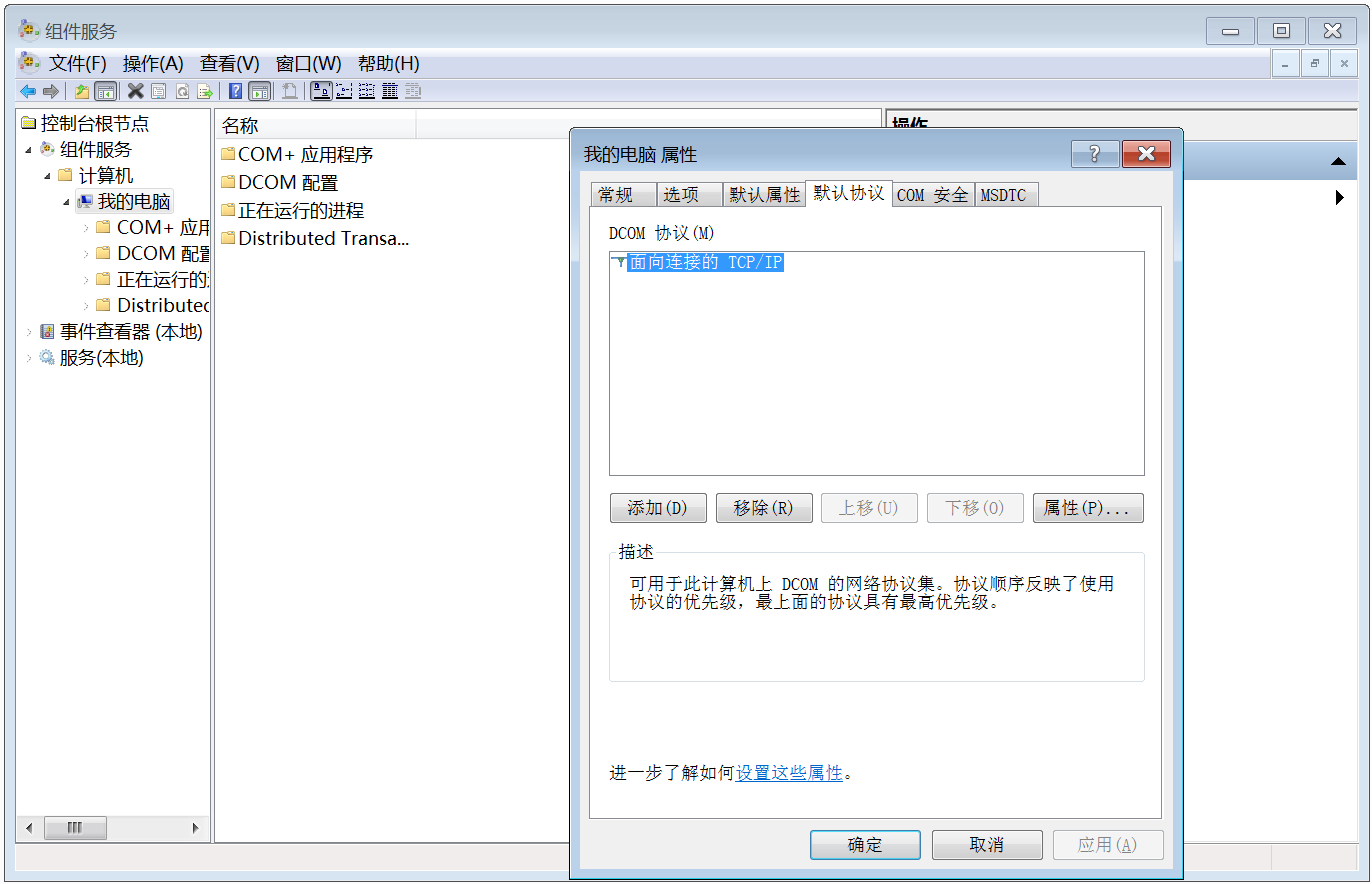 组件服务
文件(F) 操作(A) 查看(V) 窗口(W) 帮助(H)
控制台根节点
组件服务
计算机
我的电脑
COM+ 应用
DCOM 配置
正在运行的
Distributed
事件查看器 (本地)
服务(本地)
名称
COM+ 应用程序
DCOM 配置
正在运行的进程
Distributed Transa...
操作
我的电脑 属性
常规 选项 默认属性 默认协议 COM 安全 MSDTC
DCOM 协议(M)
面向连接的 TCP/IP
添加(D) 移除(R) 上移(U) 下移(O) 属性(P)...
描述
可用于此计算机上 DCOM 的网络协议集。协议顺序反映了使用
协议的优先级，最上面的协议具有最高优先级。
进一步了解如何设置这些属性。
确定 取消 应用(A)